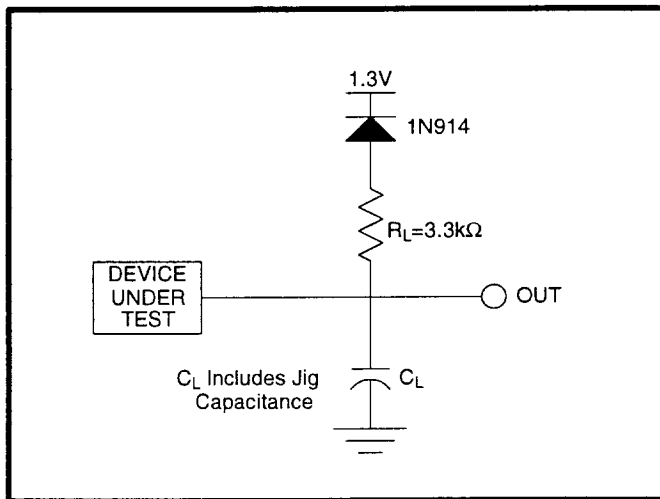 1.3V
1N914
R_L=3.3kΩ
DEVICE
UNDER
TEST
OUT
C_L Includes Jig
Capacitance
C_L